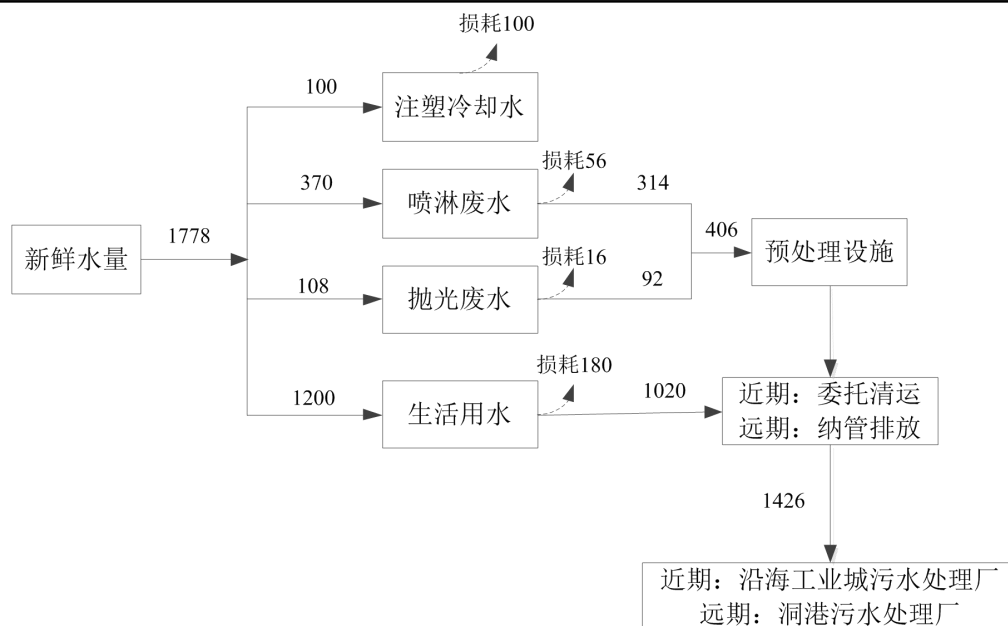 损耗100
100
注塑冷却水
损耗56
370
314
喷淋废水
1778
406
新鲜水量
预处理设施
损耗16
108
92
抛光废水
损耗180
1200
1020
生活用水
近期：委托清运
远期：纳管排放
1426
近期：沿海工业城污水处理厂
远期：洞港污水处理厂